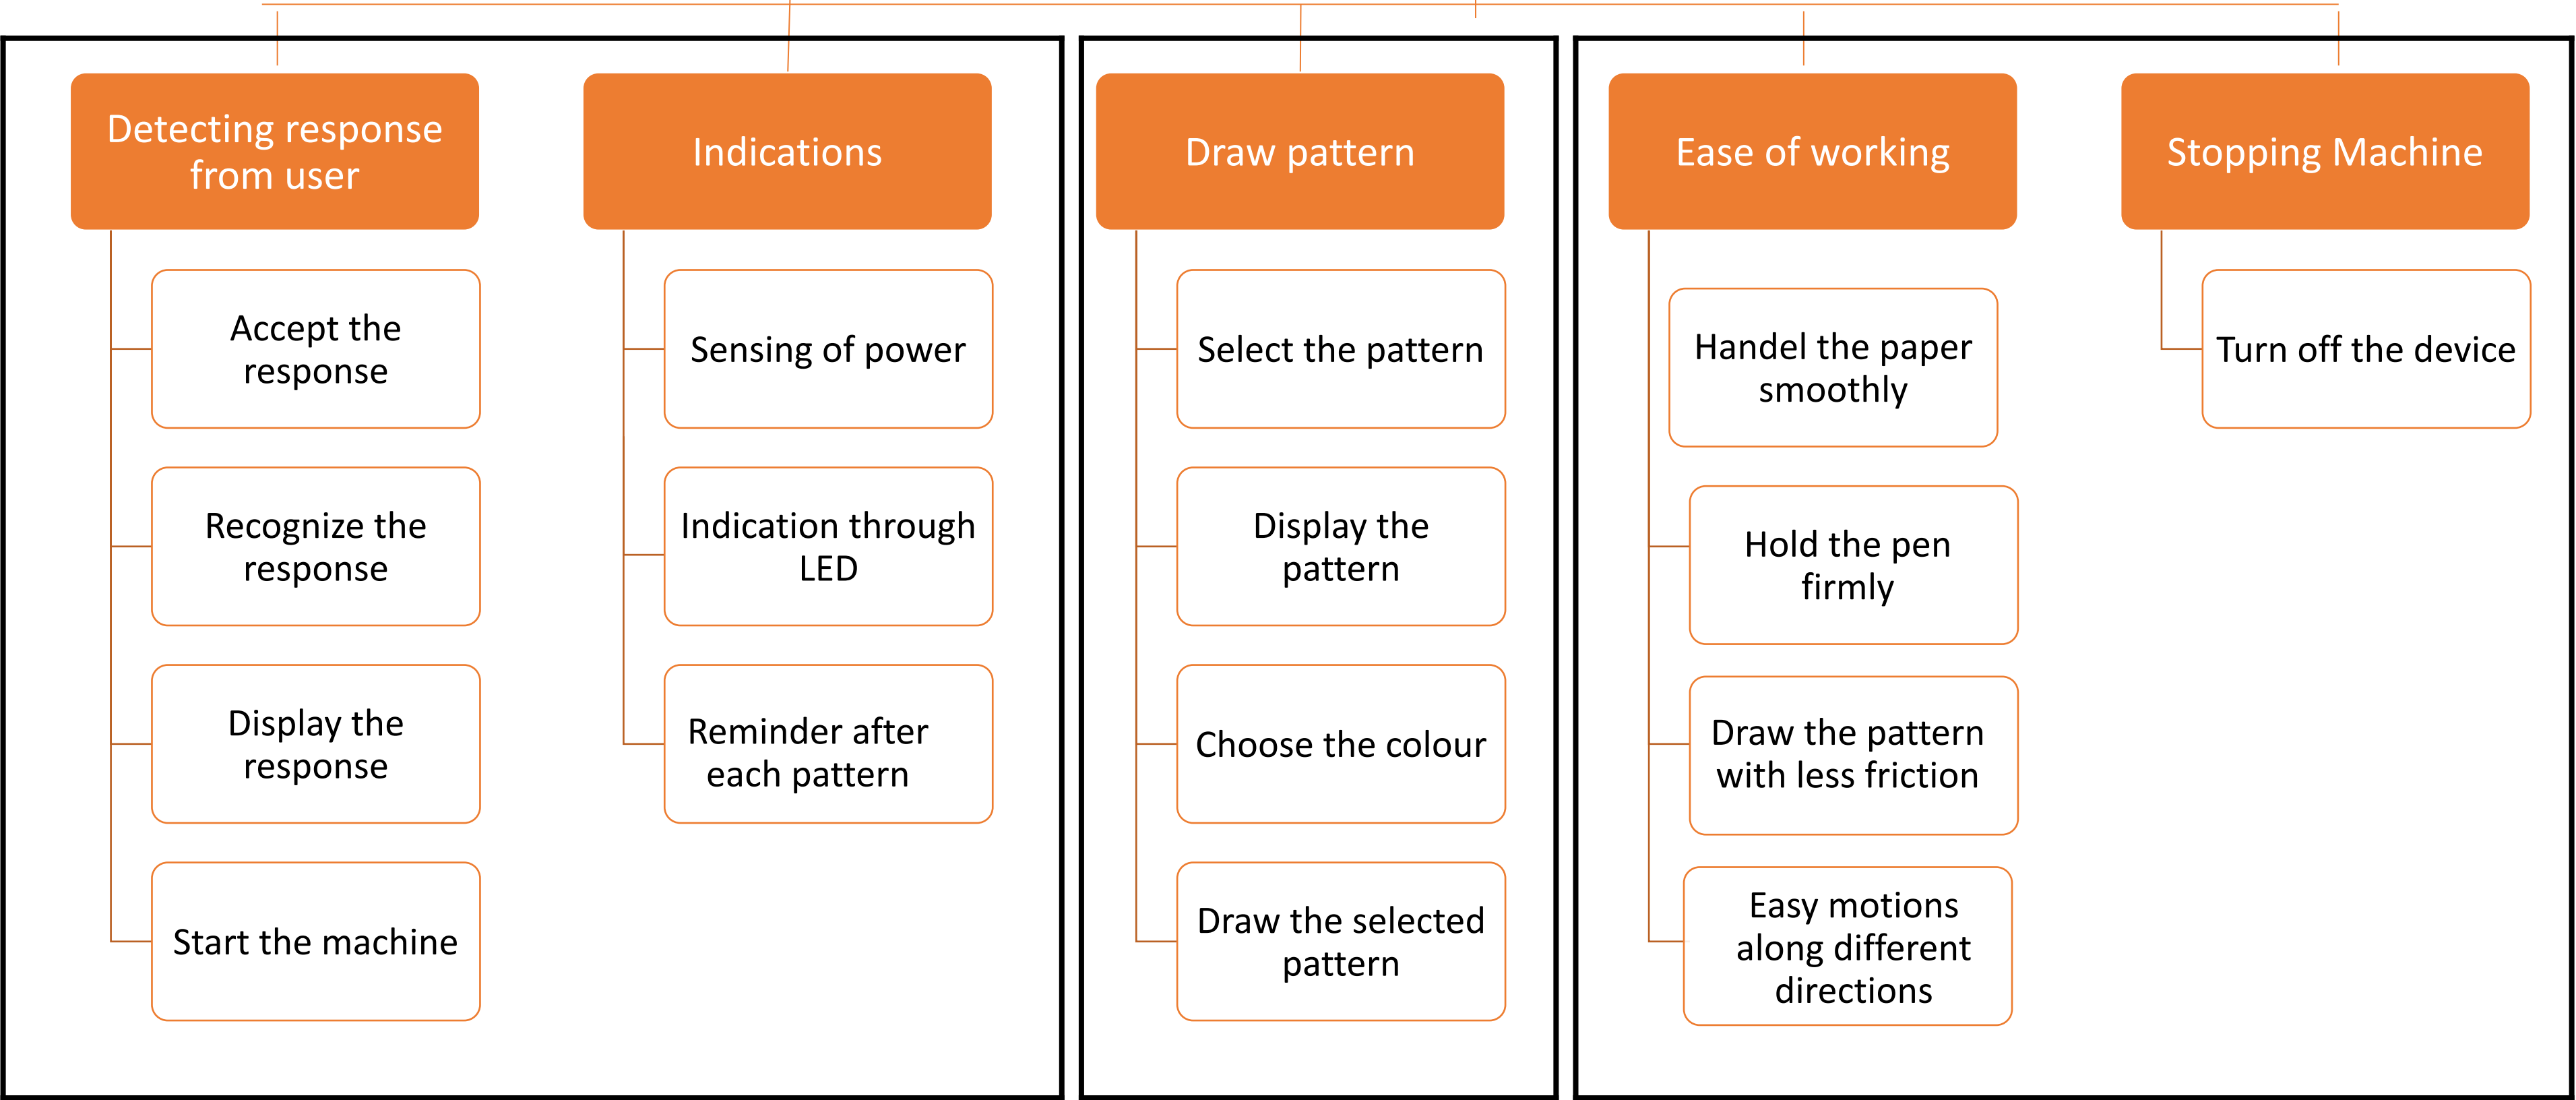 Detecting response
from user
Accept the
response
Recognize the
response
Display the
response
Start the machine
Indications
Sensing of power
Indication through
LED
Reminder after
each pattern
Draw pattern
Select the pattern
Display the
pattern
Choose the colour
Draw the selected
pattern
Ease of working
Handel the paper
smoothly
Hold the pen
firmly
Draw the pattern
with less friction
Easy motions
along different
directions
Stopping Machine
Turn off the device